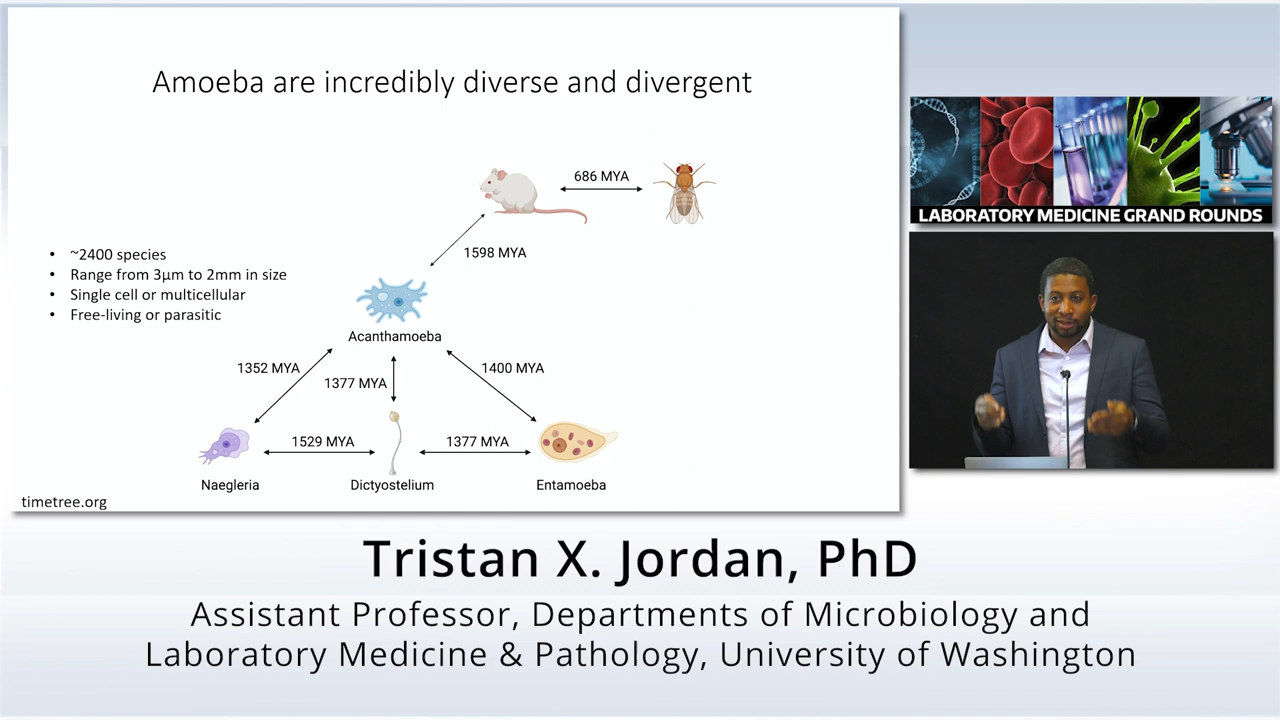 Amoeba are incredibly diverse and divergent
686 MYA
1598 MYA
• ~2400 species
• Range from 3µm to 2mm in size
• Single cell or multicellular
• Free-living or parasitic
Acanthamoeba
1352 MYA
1377 MYA
1400 MYA
1529 MYA
1377 MYA
Naegleria
Dictyostelium
Entamoeba
timetree.org
LABORATORY MEDICINE GRAND ROUNDS
Tristan X. Jordan, PhD
Assistant Professor, Departments of Microbiology and
Laboratory Medicine & Pathology, University of Washington